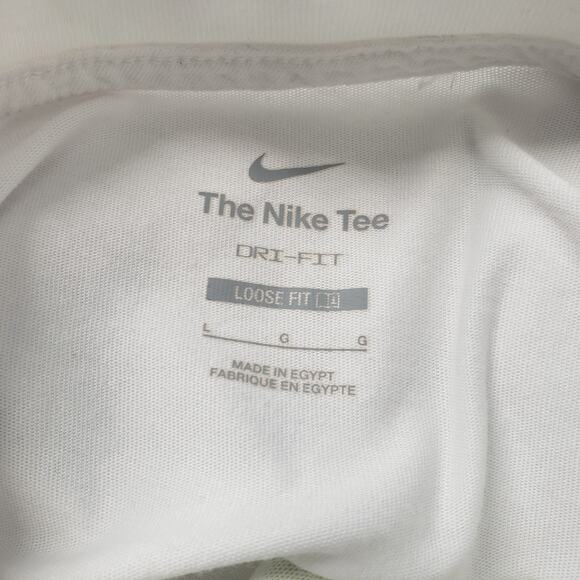 The Nike Tee
DRI-FIT
LOOSE FIT
L G G
MADE IN EGYPT
FABRIQUE EN EGYPTE